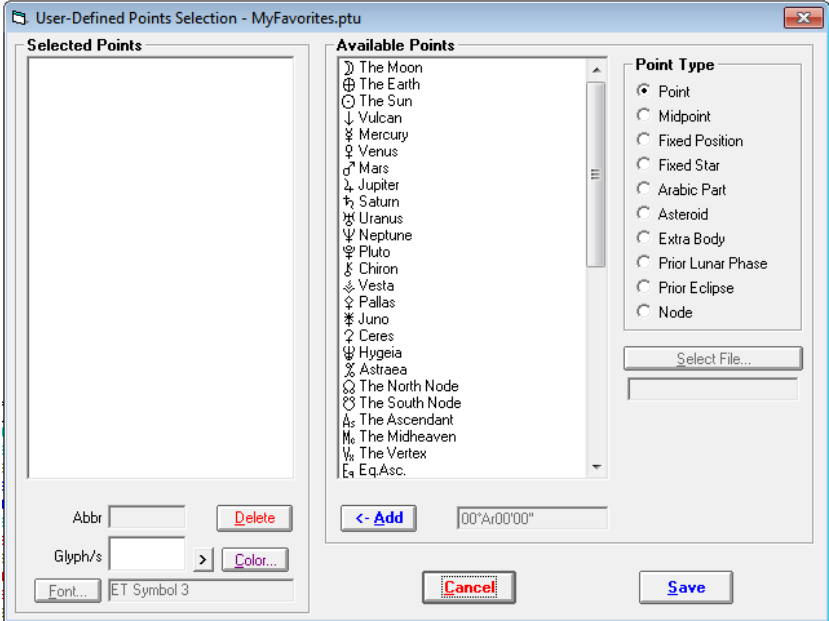 User-Defined Points Selection - MyFavorites.ptu
Selected Points
Available Points
The Moon
The Earth
The Sun
Vulcan
Mercury
Venus
Mars
Jupiter
Saturn
Uranus
Neptune
Pluto
Chiron
Vesta
Pallas
Juno
Ceres
Hygeia
Astraea
The North Node
The South Node
As The Ascendant
Mc The Midheaven
Vx The Vertex
Eq Eq.Asc.
Point Type
Point
Midpoint
Fixed Position
Fixed Star
Arabic Part
Asteroid
Extra Body
Prior Lunar Phase
Prior Eclipse
Node
Select File...
Abbr
Delete
Glyph/s
>
Color...
Font...
ET Symbol 3
<- Add
00°Ar00'00"
Cancel
Save